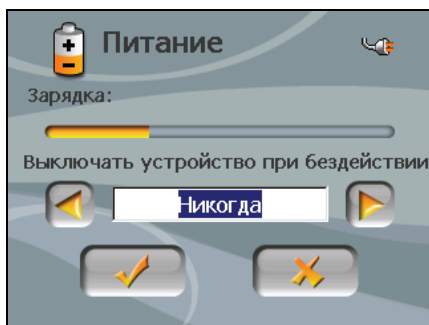 Питание
Зарядка:
Выключать устройство при бездействии
Никогда